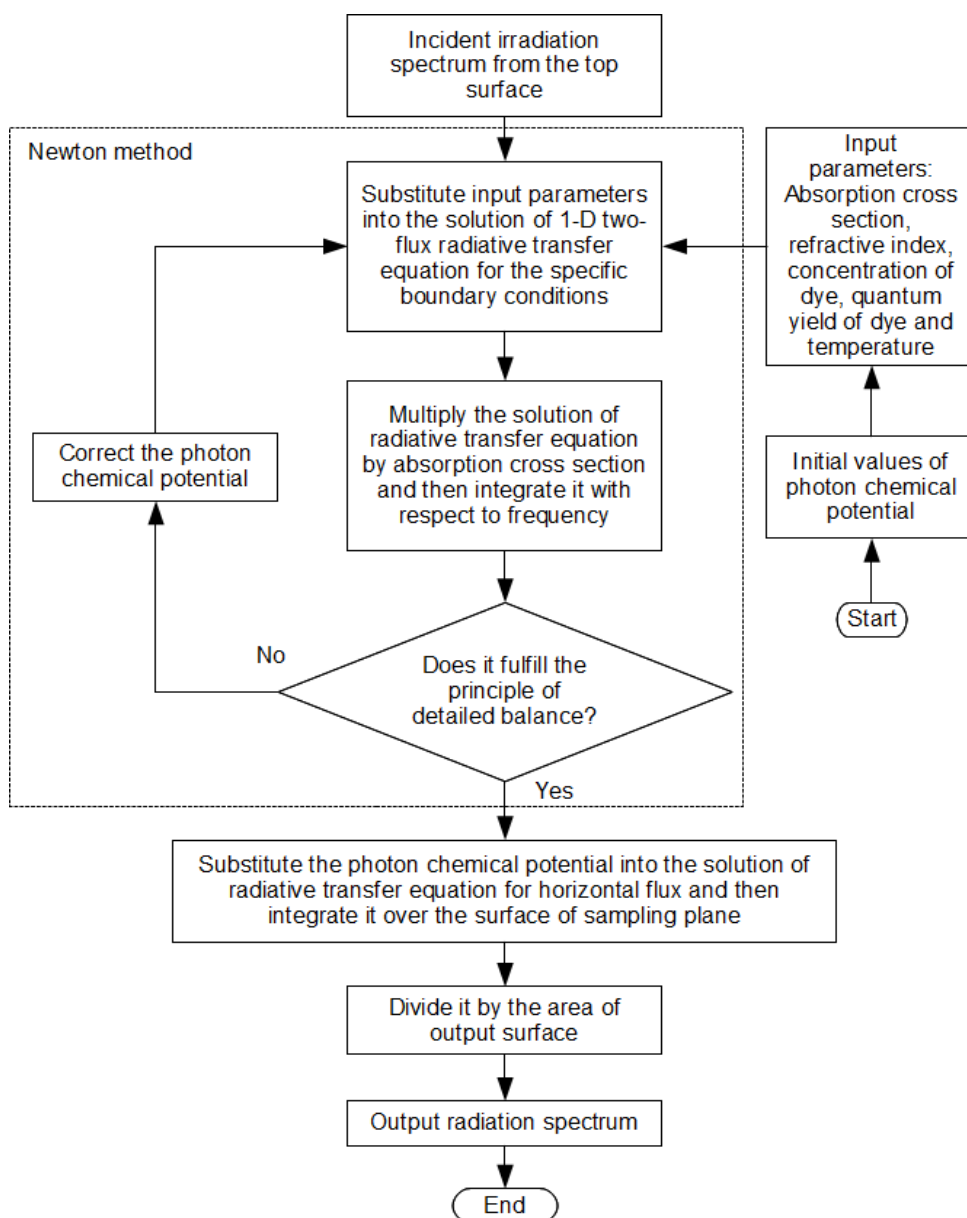 Incident irradiation
spectrum from the top
surface
Newton method
Substitute input parameters
into the solution of 1-D two-
flux radiative transfer
equation for the specific
boundary conditions
Input
parameters:
Absorption cross
section,
refractive index,
concentration of
dye, quantum
yield of dye and
temperature
Multiply the solution of
radiative transfer equation
by absorption cross section
and then integrate it with
respect to frequency
Correct the photon
chemical potential
Initial values of
photon chemical
potential
Start
No
Does it fulfill the
principle of
detailed balance?
Yes
Substitute the photon chemical potential into the solution of
radiative transfer equation for horizontal flux and then
integrate it over the surface of sampling plane
Divide it by the area of
output surface
Output radiation spectrum
End